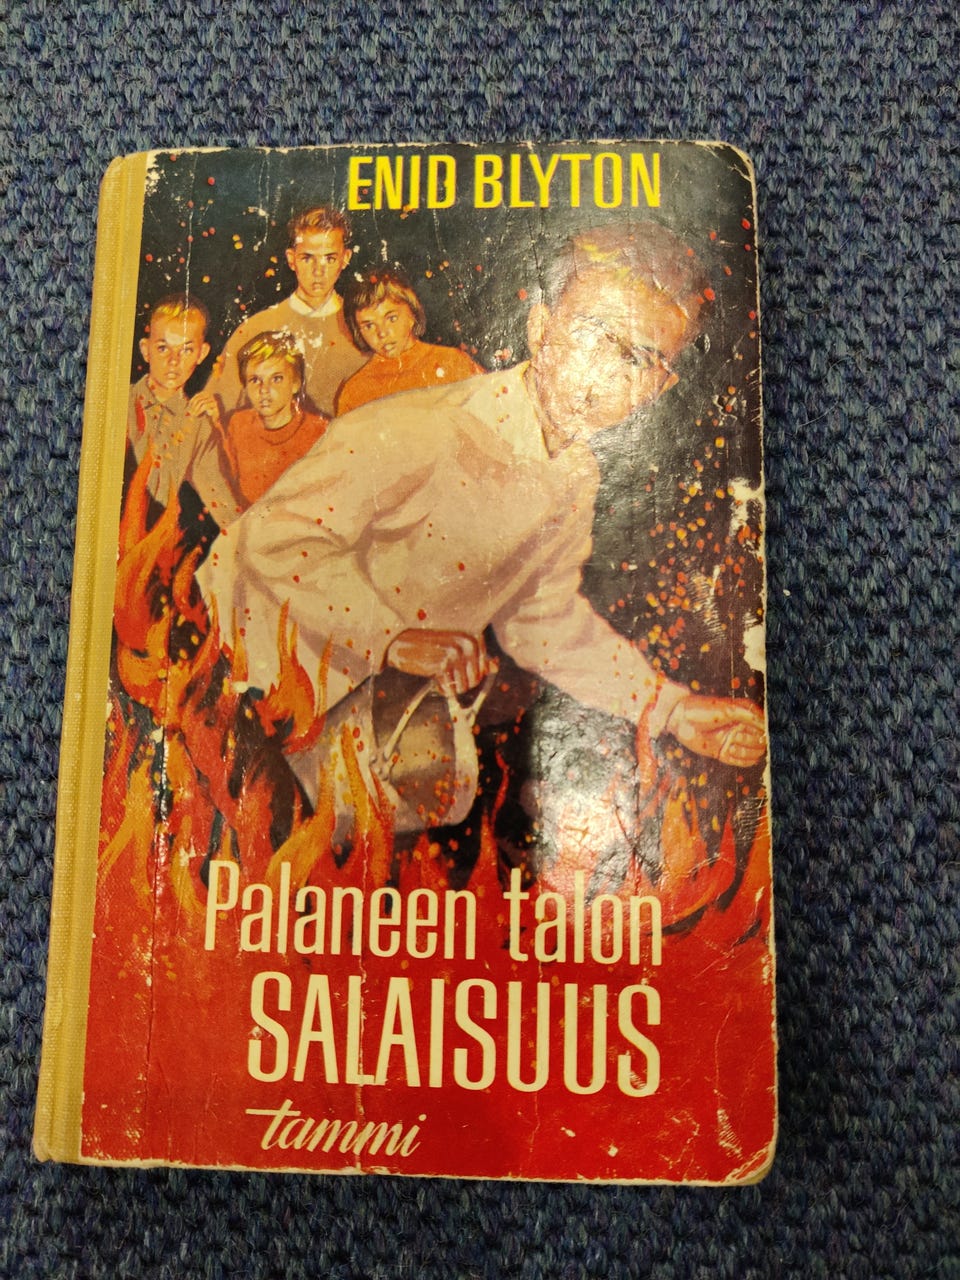 ENID BLYTON
Palaneen talon
SALAISUUS
tammi